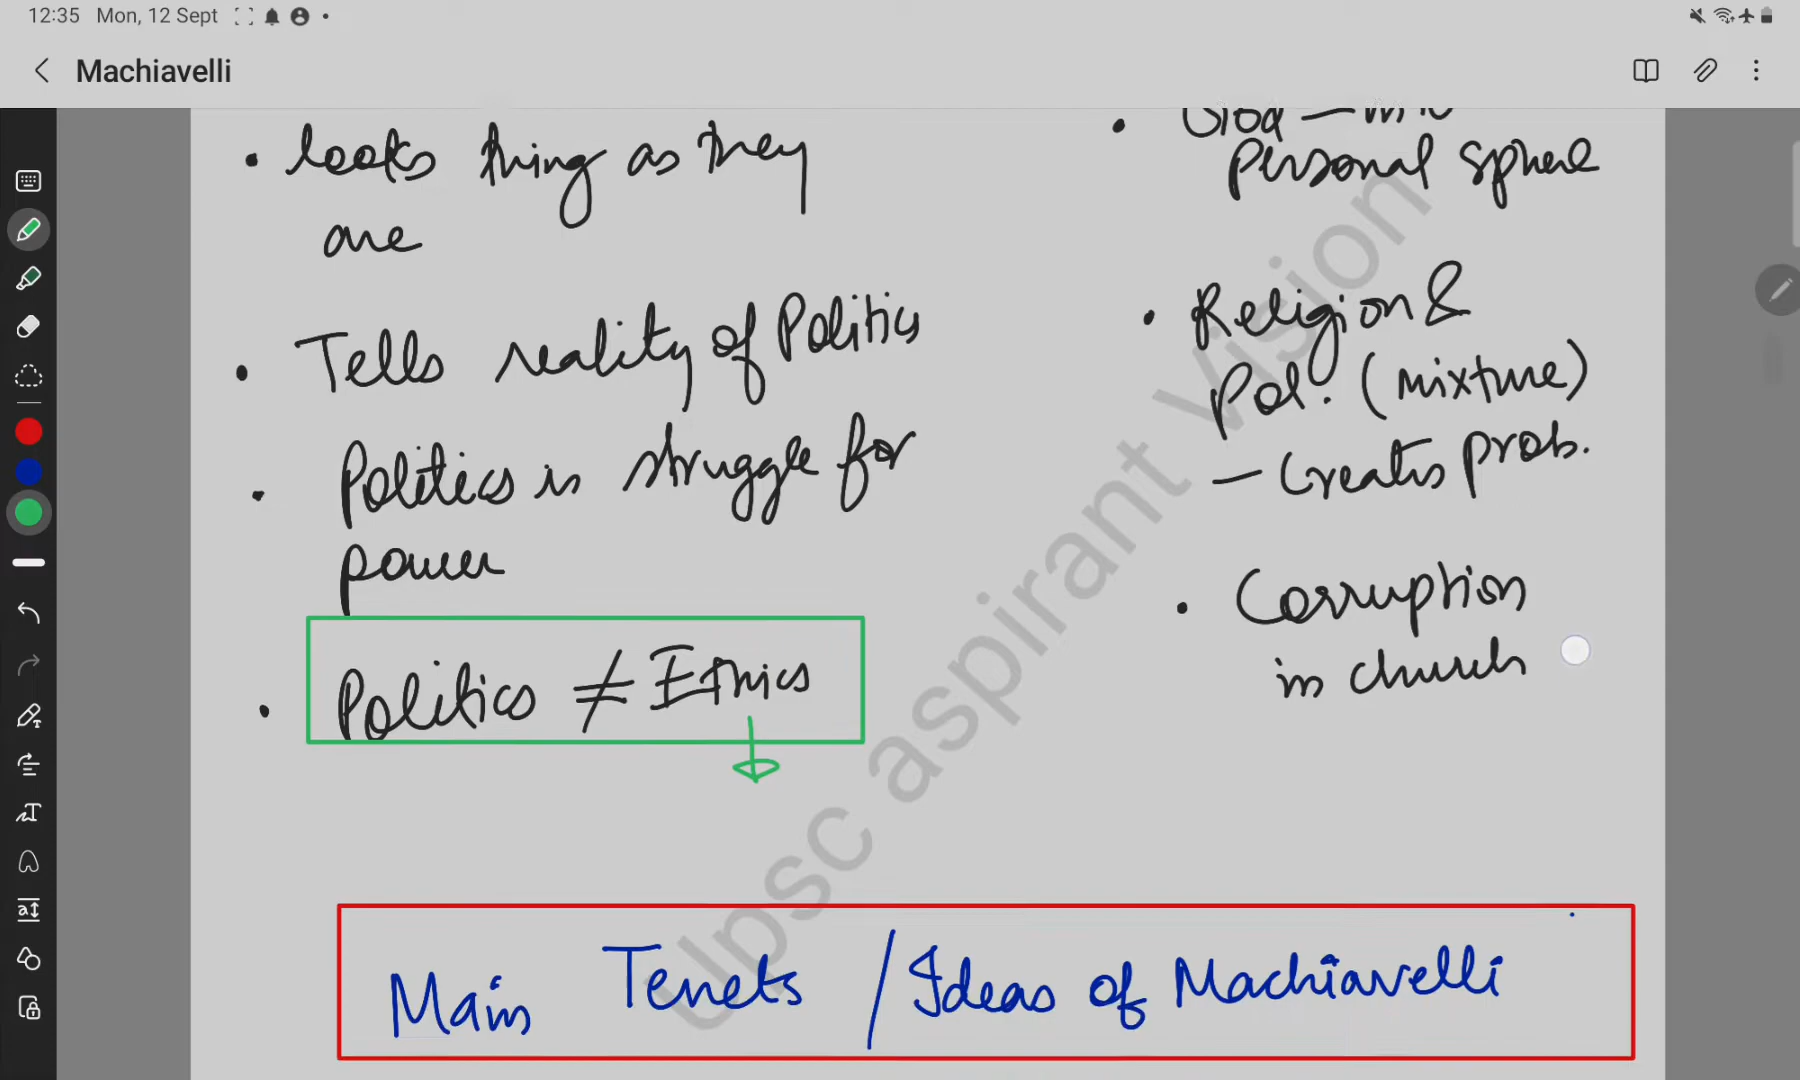 12:35 Mon, 12 Sept
Machiavelli
• looks thing as they
are
• Tells reality of Politics
• Politics is struggle for
power
• Politics ≠ Ethics
• God —
personal sphere
• Religion &
Pol. (mixture)
— Creates prob.
• Corruption
in church
Upsc aspirant Vision
Main Tenets / Ideas of Machiavelli